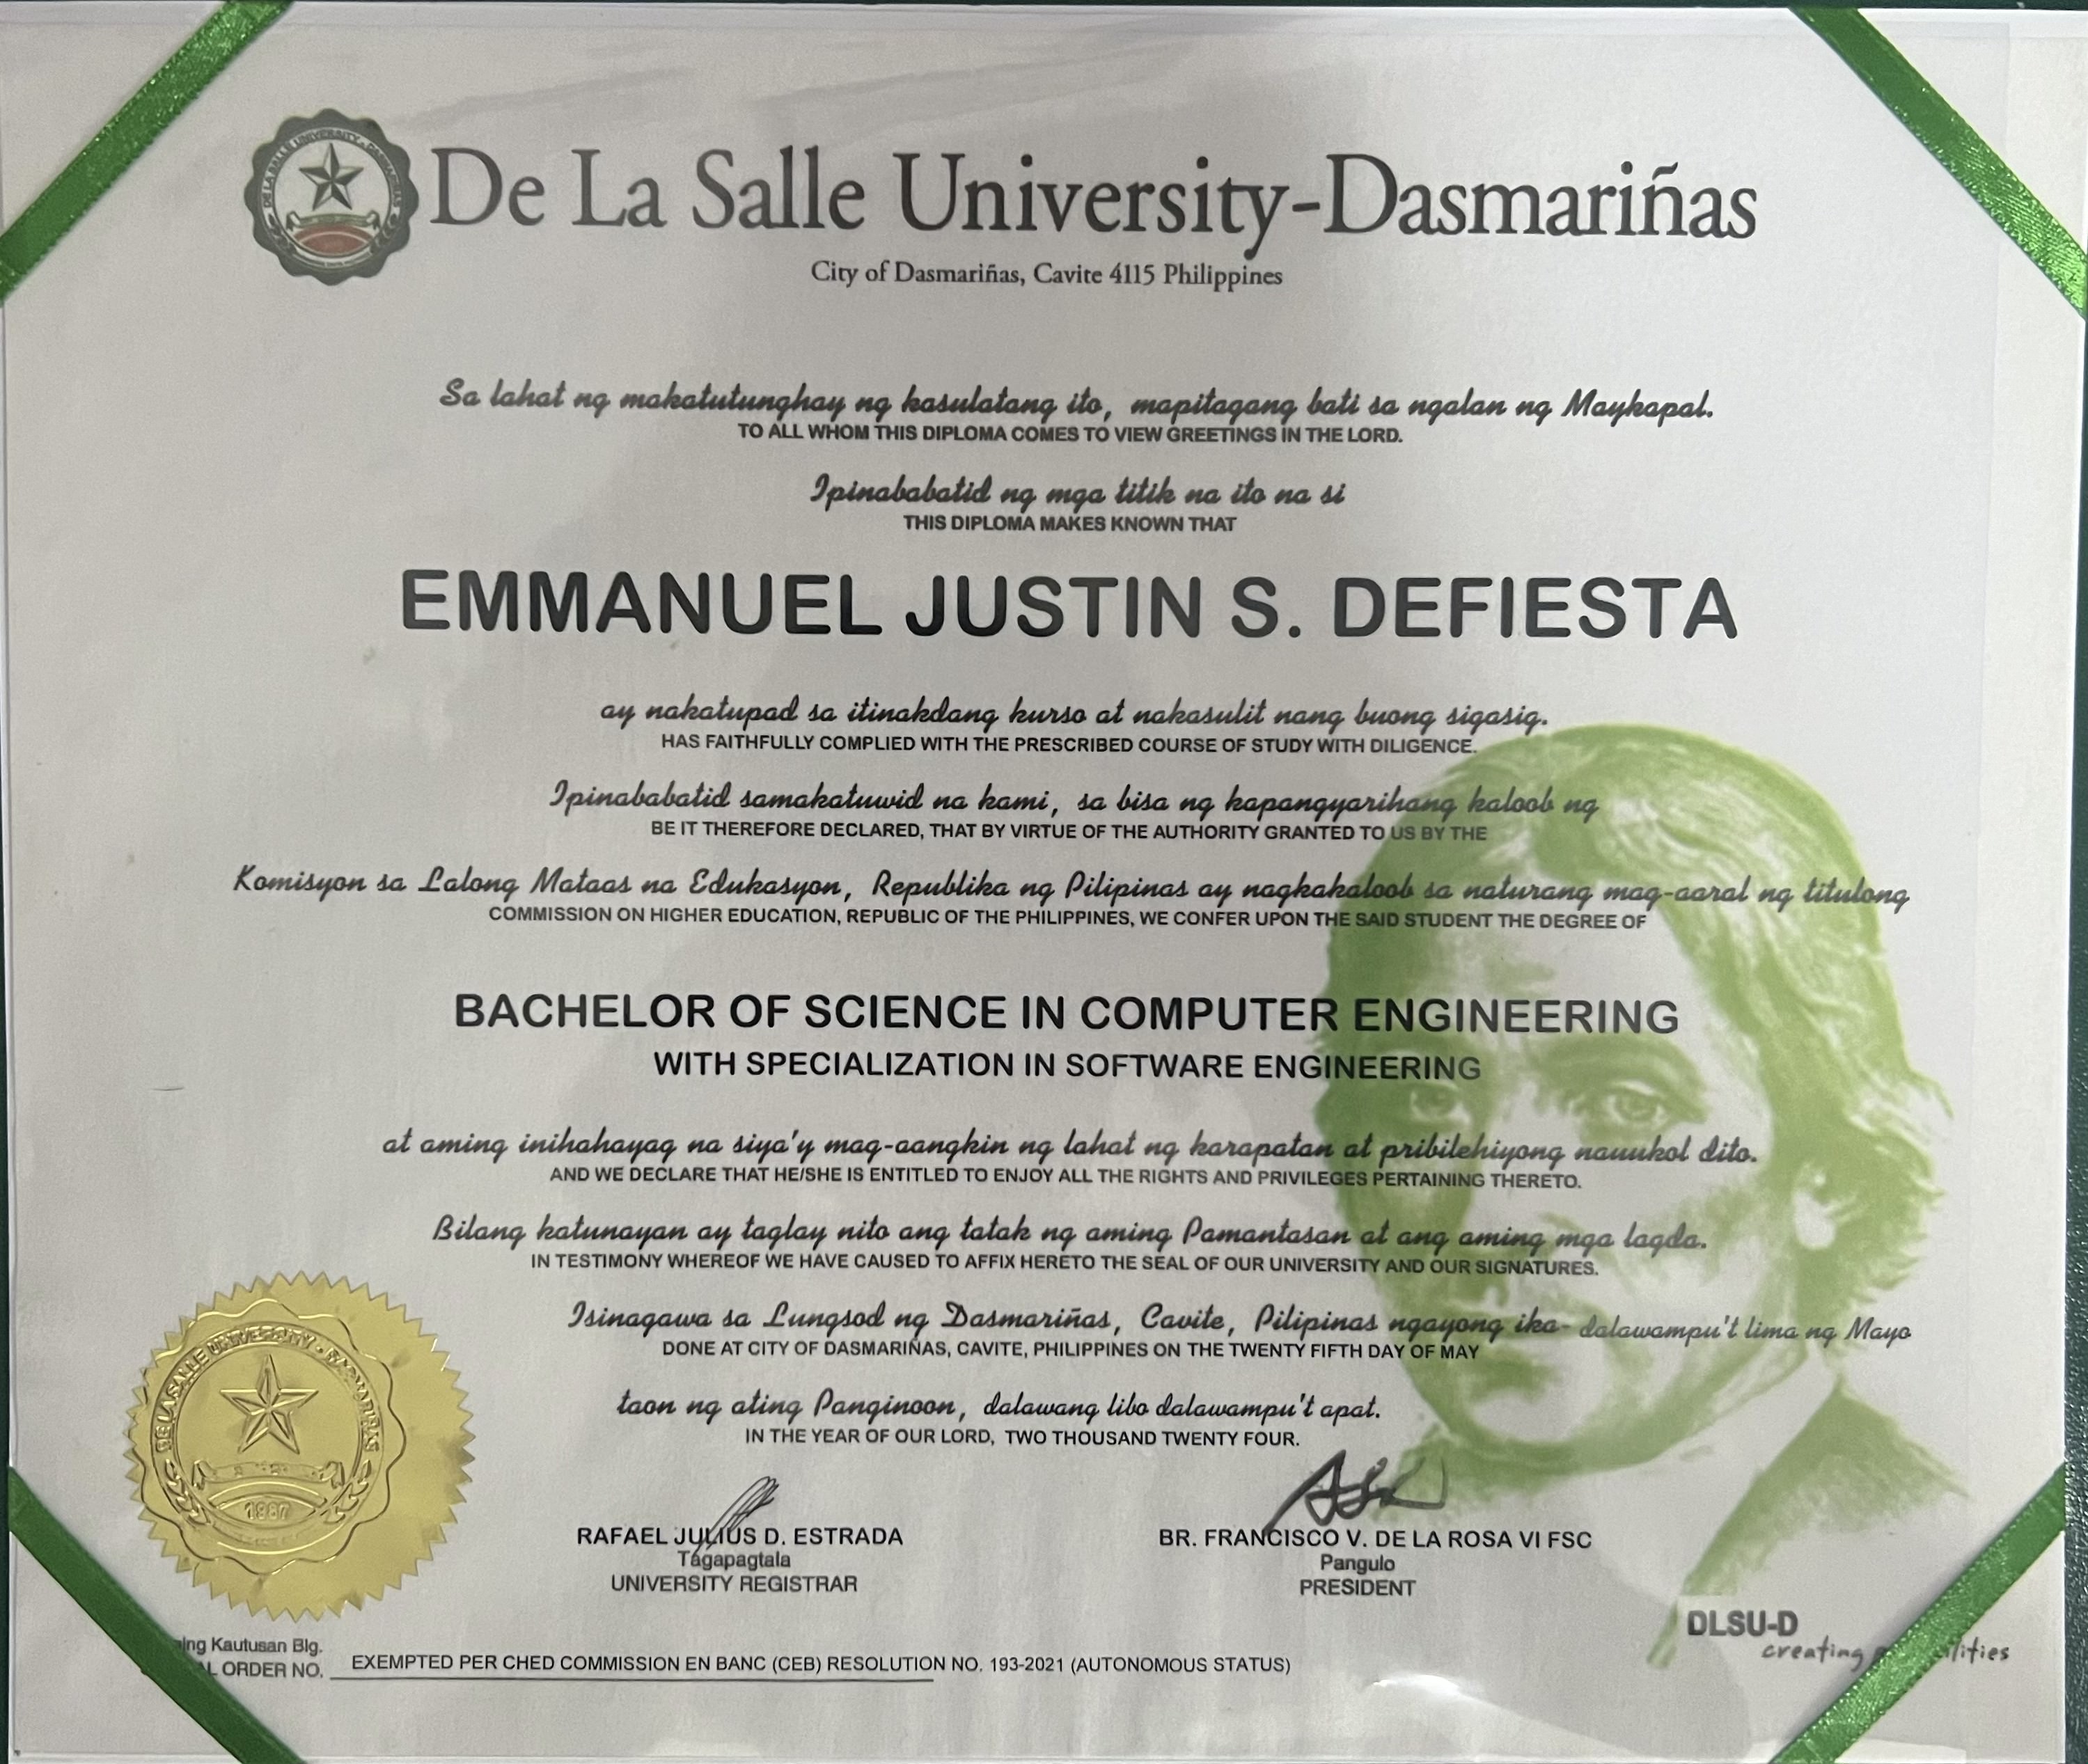 De La Salle University-Dasmariñas
City of Dasmariñas, Cavite 4115 Philippines
Sa lahat ng makatutunghay ng kasulatang ito, mapitagang bati sa ngalan ng Maykapal.
TO ALL WHOM THIS DIPLOMA COMES TO VIEW GREETINGS IN THE LORD.
Ipinababatid ng mga titik na ito na si
THIS DIPLOMA MAKES KNOWN THAT
EMMANUEL JUSTIN S. DEFIESTA
ay nakatupad sa itinakdang kurso at nakasulit nang buong sigasig.
HAS FAITHFULLY COMPLIED WITH THE PRESCRIBED COURSE OF STUDY WITH DILIGENCE.
Ipinababatid samakatuwid na kami, sa bisa ng kapangyarihang kaloob ng
BE IT THEREFORE DECLARED, THAT BY VIRTUE OF THE AUTHORITY GRANTED TO US BY THE
Komisyon sa Lalong Mataas na Edukasyon, Republika ng Pilipinas ay nagkakaloob sa naturang mag-aaral ng titulong
COMMISSION ON HIGHER EDUCATION, REPUBLIC OF THE PHILIPPINES, WE CONFER UPON THE SAID STUDENT THE DEGREE OF
BACHELOR OF SCIENCE IN COMPUTER ENGINEERING
WITH SPECIALIZATION IN SOFTWARE ENGINEERING
at aming inihahayag na siya'y mag-aangkin ng lahat ng karapatan at pribilehiyong nauukol dito.
AND WE DECLARE THAT HE/SHE IS ENTITLED TO ENJOY ALL THE RIGHTS AND PRIVILEGES PERTAINING THERETO.
Bilang katunayan ay taglay nito ang tatak ng aming Pamantasan at ang aming mga lagda.
IN TESTIMONY WHEREOF WE HAVE CAUSED TO AFFIX HERETO THE SEAL OF OUR UNIVERSITY AND OUR SIGNATURES.
Isinagawa sa Lungsod ng Dasmariñas, Cavite, Pilipinas ngayong ika- dalawampu't lima ng Mayo
DONE AT CITY OF DASMARIÑAS, CAVITE, PHILIPPINES ON THE TWENTY FIFTH DAY OF MAY
taon ng ating Panginoon, dalawang libo dalawampu't apat.
IN THE YEAR OF OUR LORD, TWO THOUSAND TWENTY FOUR.
DE LA SALLE UNIVERSITY • DASMARIÑAS
1987
RAFAEL JULIUS D. ESTRADA
Tagapagtala
UNIVERSITY REGISTRAR
BR. FRANCISCO V. DE LA ROSA VI FSC
Pangulo
PRESIDENT
DLSU-D
creating
Kautusan Blg.
ORDER NO. EXEMPTED PER CHED COMMISSION EN BANC (CEB) RESOLUTION NO. 193-2021 (AUTONOMOUS STATUS)